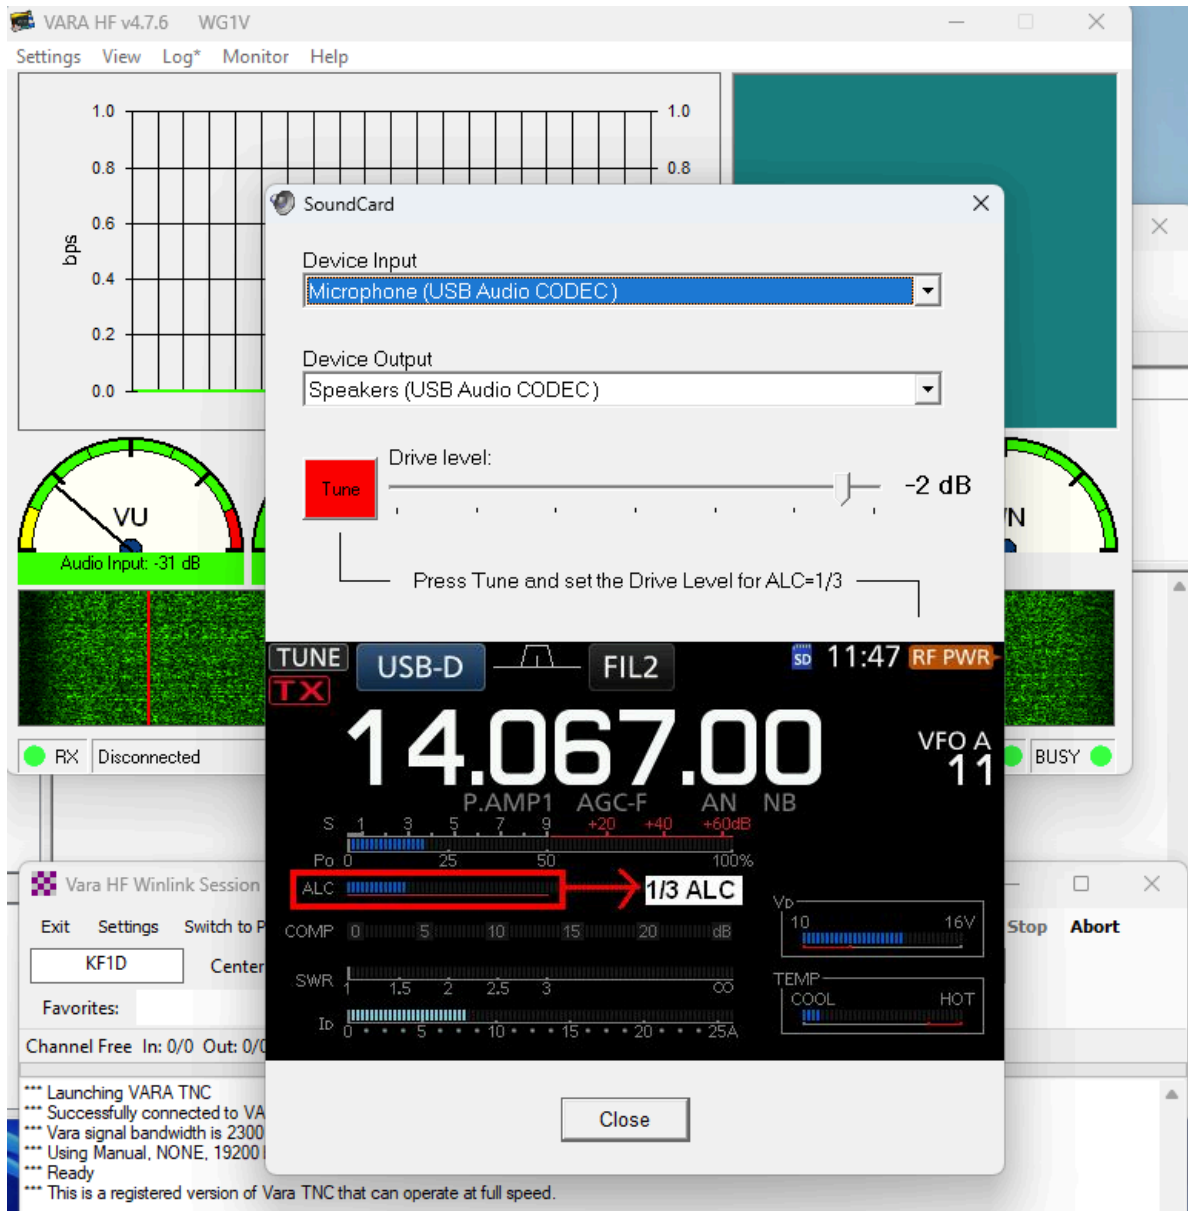 VARA HF v4.7.6 WG1V
Settings View Log* Monitor Help
1.0 1.0
0.8 0.8
0.6
0.4
0.2
0.0
bps
SoundCard
Device Input
Microphone (USB Audio CODEC)
Device Output
Speakers (USB Audio CODEC)
Drive level:
Tune
-2 dB
Press Tune and set the Drive Level for ALC=1/3
VU
Audio Input: -31 dB
TUNE USB-D FIL2 SD 11:47 RF PWR
TX
14.067.00 VFO A
11
P.AMP1 AGC-F AN NB
S 1 3 5 7 9 +20 +40 +60dB
Po 0 25 50 100%
ALC 1/3 ALC
COMP 0 5 10 15 20 dB
SWR 1 1.5 2 2.5 3 ∞
ID 0 5 10 15 20 25A
VD
10 16V
TEMP
COOL HOT
RX Disconnected
BUSY
Vara HF Winlink Session
Exit Settings Switch to P Stop Abort
KF1D Center
Favorites:
Channel Free In: 0/0 Out: 0/0
*** Launching VARA TNC
*** Successfully connected to VA
*** Vara signal bandwidth is 2300
*** Using Manual, NONE, 19200
*** Ready
*** This is a registered version of Vara TNC that can operate at full speed.
Close